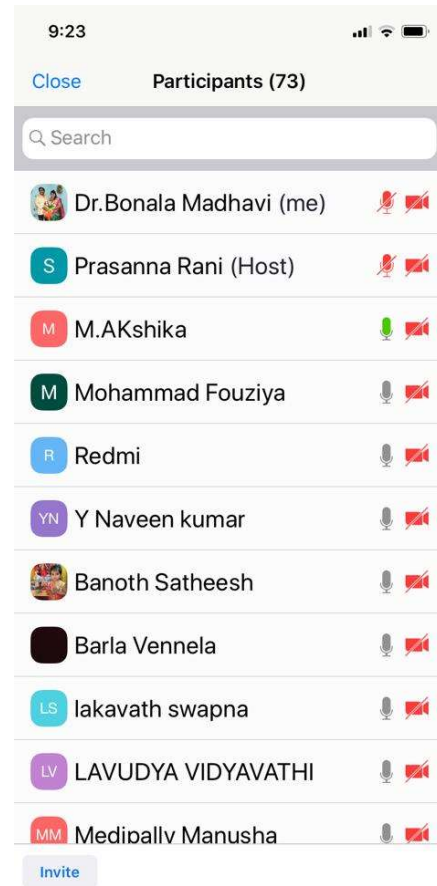 9:23
Close Participants (73)
Search
Dr.Bonala Madhavi (me)
S Prasanna Rani (Host)
M M.AKshika
M Mohammad Fouziya
R Redmi
YN Y Naveen kumar
Banoth Satheesh
Barla Vennela
LS lakavath swapna
LV LAVUDYA VIDYAVATHI
MM Medipally Manusha
Invite